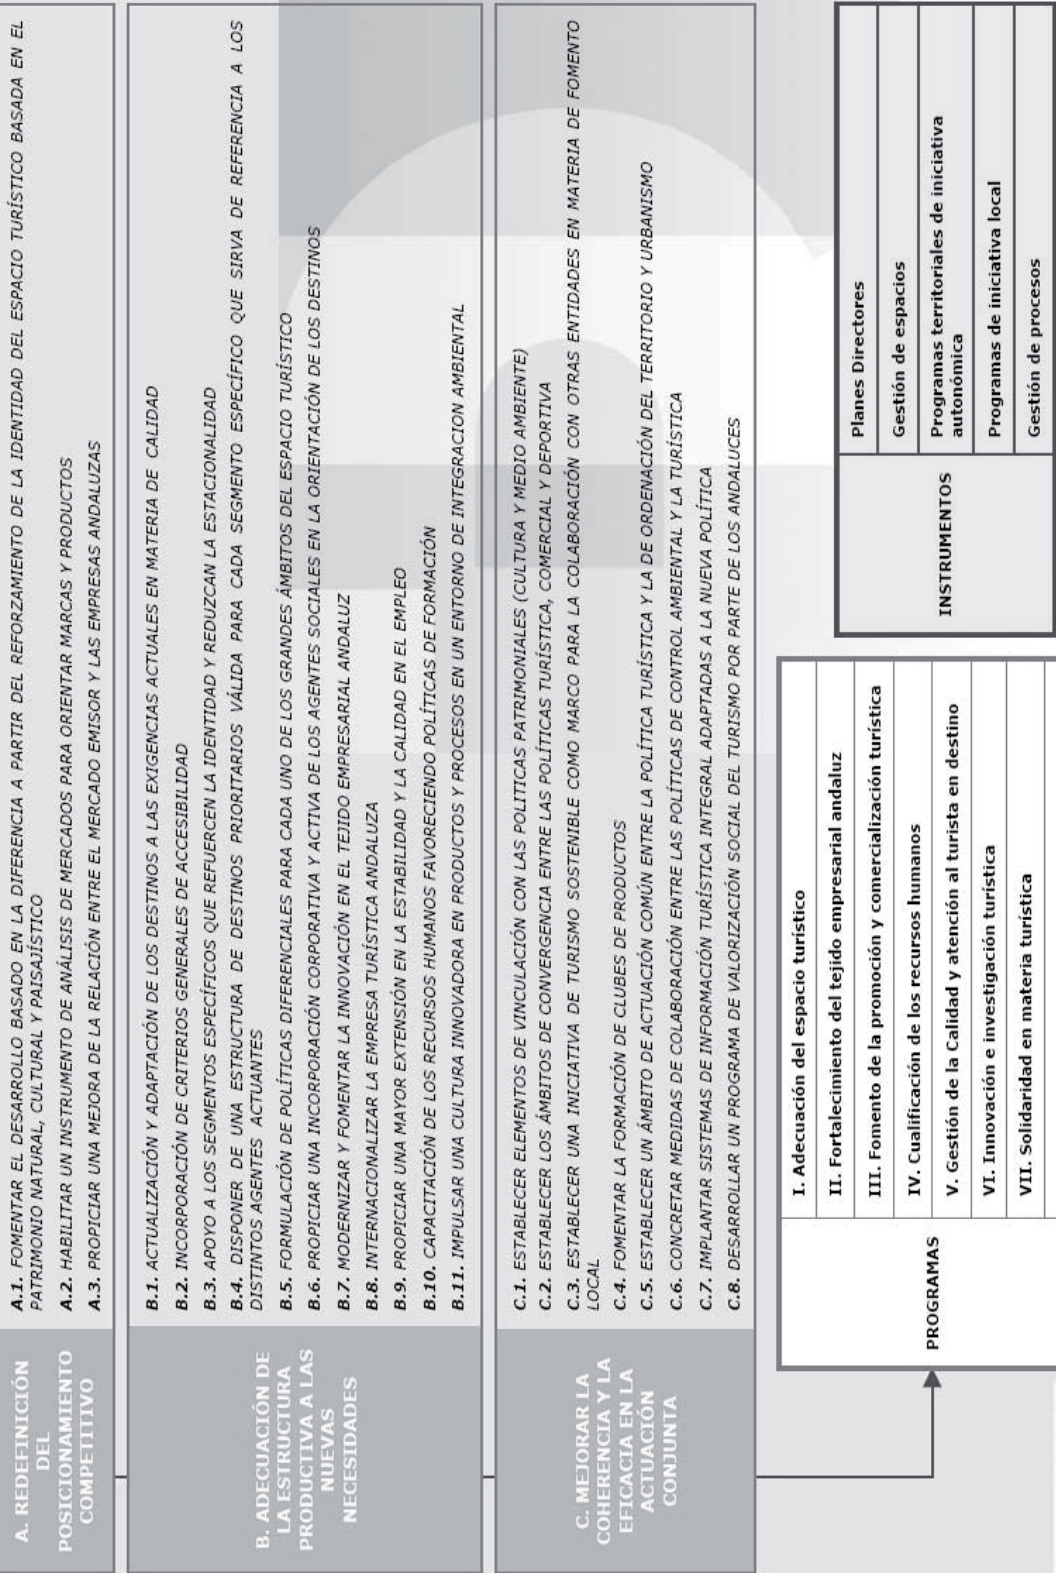 A. REDEFINICIÓN
DEL
POSICIONAMIENTO
COMPETITIVO
A.1. FOMENTAR EL DESARROLLO BASADO EN LA DIFERENCIA A PARTIR DEL REFORZAMIENTO DE LA IDENTIDAD DEL ESPACIO TURÍSTICO BASADA EN EL
PATRIMONIO NATURAL, CULTURAL Y PAISAJÍSTICO
A.2. HABILITAR UN INSTRUMENTO DE ANÁLISIS DE MERCADOS PARA ORIENTAR MARCAS Y PRODUCTOS
A.3. PROPICIAR UNA MEJORA DE LA RELACIÓN ENTRE EL MERCADO EMISOR Y LAS EMPRESAS ANDALUZAS
B. ADECUACIÓN DE
LA ESTRUCTURA
PRODUCTIVA A LAS
NUEVAS
NECESIDADES
B.1. ACTUALIZACIÓN Y ADAPTACIÓN DE LOS DESTINOS A LAS EXIGENCIAS ACTUALES EN MATERIA DE CALIDAD
B.2. INCORPORACIÓN DE CRITERIOS GENERALES DE ACCESIBILIDAD
B.3. APOYO A LOS SEGMENTOS ESPECÍFICOS QUE REFUERCEN LA IDENTIDAD Y REDUZCAN LA ESTACIONALIDAD
B.4. DISPONER DE UNA ESTRUCTURA DE DESTINOS PRIORITARIOS VÁLIDA PARA CADA SEGMENTO ESPECÍFICO QUE SIRVA DE REFERENCIA A LOS
DISTINTOS AGENTES ACTUANTES
B.5. FORMULACIÓN DE POLÍTICAS DIFERENCIALES PARA CADA UNO DE LOS GRANDES ÁMBITOS DEL ESPACIO TURÍSTICO
B.6. PROPICIAR UNA INCORPORACIÓN CORPORATIVA Y ACTIVA DE LOS AGENTES SOCIALES EN LA ORIENTACIÓN DE LOS DESTINOS
B.7. MODERNIZAR Y FOMENTAR LA INNOVACIÓN EN EL TEJIDO EMPRESARIAL ANDALUZ
B.8. INTERNACIONALIZAR LA EMPRESA TURÍSTICA ANDALUZA
B.9. PROPICIAR UNA MAYOR EXTENSIÓN EN LA ESTABILIDAD Y LA CALIDAD EN EL EMPLEO
B.10. CAPACITACIÓN DE LOS RECURSOS HUMANOS FAVORECIENDO POLÍTICAS DE FORMACIÓN
B.11. IMPULSAR UNA CULTURA INNOVADORA EN PRODUCTOS Y PROCESOS EN UN ENTORNO DE INTEGRACION AMBIENTAL
C. MEJORAR LA
COHERENCIA Y LA
EFICACIA EN LA
ACTUACIÓN
CONJUNTA
C.1. ESTABLECER ELEMENTOS DE VINCULACIÓN CON LAS POLITICAS PATRIMONIALES (CULTURA Y MEDIO AMBIENTE)
C.2. ESTABLECER LOS ÁMBITOS DE CONVERGENCIA ENTRE LAS POLÍTICAS TURÍSTICA, COMERCIAL Y DEPORTIVA
C.3. ESTABLECER UNA INICIATIVA DE TURISMO SOSTENIBLE COMO MARCO PARA LA COLABORACIÓN CON OTRAS ENTIDADES EN MATERIA DE FOMENTO
LOCAL
C.4. FOMENTAR LA FORMACIÓN DE CLUBES DE PRODUCTOS
C.5. ESTABLECER UN ÁMBITO DE ACTUACIÓN COMÚN ENTRE LA POLÍTICA TURÍSTICA Y LA DE ORDENACIÓN DEL TERRITORIO Y URBANISMO
C.6. CONCRETAR MEDIDAS DE COLABORACIÓN ENTRE LAS POLÍTICAS DE CONTROL AMBIENTAL Y LA TURÍSTICA
C.7. IMPLANTAR SISTEMAS DE INFORMACIÓN TURÍSTICA INTEGRAL ADAPTADAS A LA NUEVA POLÍTICA
C.8. DESARROLLAR UN PROGRAMA DE VALORIZACIÓN SOCIAL DEL TURISMO POR PARTE DE LOS ANDALUCES
PROGRAMAS
I. Adecuación del espacio turístico
II. Fortalecimiento del tejido empresarial andaluz
III. Fomento de la promoción y comercialización turística
IV. Cualificación de los recursos humanos
V. Gestión de la Calidad y atención al turista en destino
VI. Innovación e investigación turística
VII. Solidaridad en materia turística
INSTRUMENTOS
Planes Directores
Gestión de espacios
Programas territoriales de iniciativa
autonómica
Programas de iniciativa local
Gestión de procesos